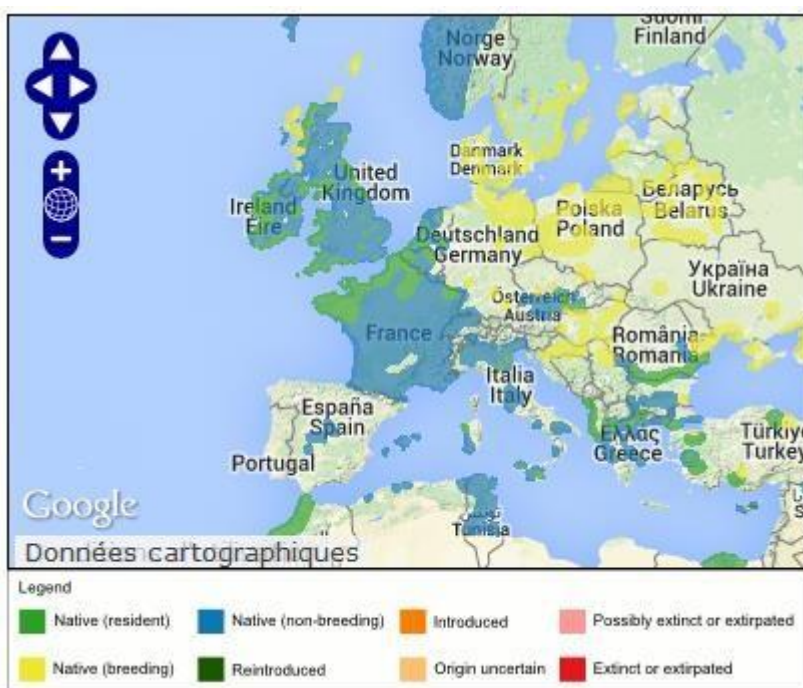 Suomi
Finland
Norge
Norway
Danmark
Denmark
United
Kingdom
Ireland
Éire
Беларусь
Belarus
Polska
Poland
Deutschland
Germany
Україна
Ukraine
Österreich
Austria
France
România
Romania
Italia
Italy
España
Spain
Ελλάς
Greece
Türkiye
Turkey
Portugal
Google
تونس
Tunisia
Données cartographiques
Legend
Native (resident)
Native (non-breeding)
Introduced
Possibly extinct or extirpated
Native (breeding)
Reintroduced
Origin uncertain
Extinct or extirpated